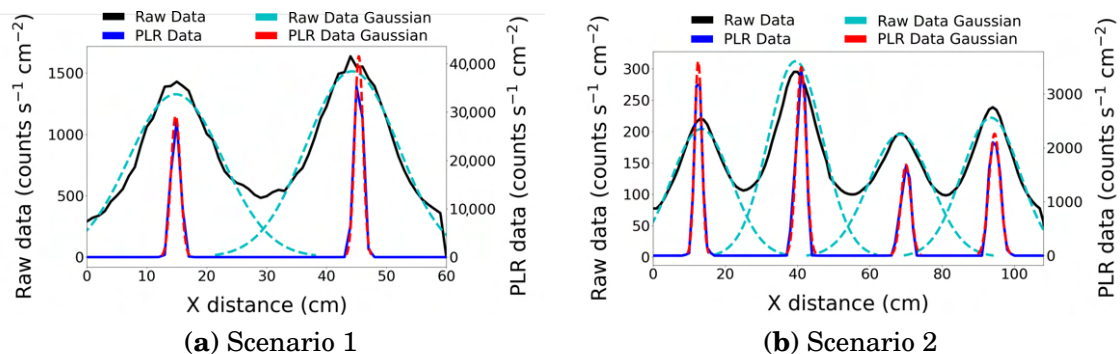 Raw Data
Raw Data Gaussian
PLR Data
PLR Data Gaussian
Raw data (counts s⁻¹ cm⁻²)
1500
1000
500
0
40,000
30,000
20,000
10,000
0
PLR data (counts s⁻¹ cm⁻²)
0 10 20 30 40 50 60
X distance (cm)
(a) Scenario 1
Raw Data
Raw Data Gaussian
PLR Data
PLR Data Gaussian
Raw data (counts s⁻¹ cm⁻²)
300
250
200
150
100
50
0
3000
2000
1000
0
PLR data (counts s⁻¹ cm⁻²)
0 20 40 60 80 100
X distance (cm)
(b) Scenario 2